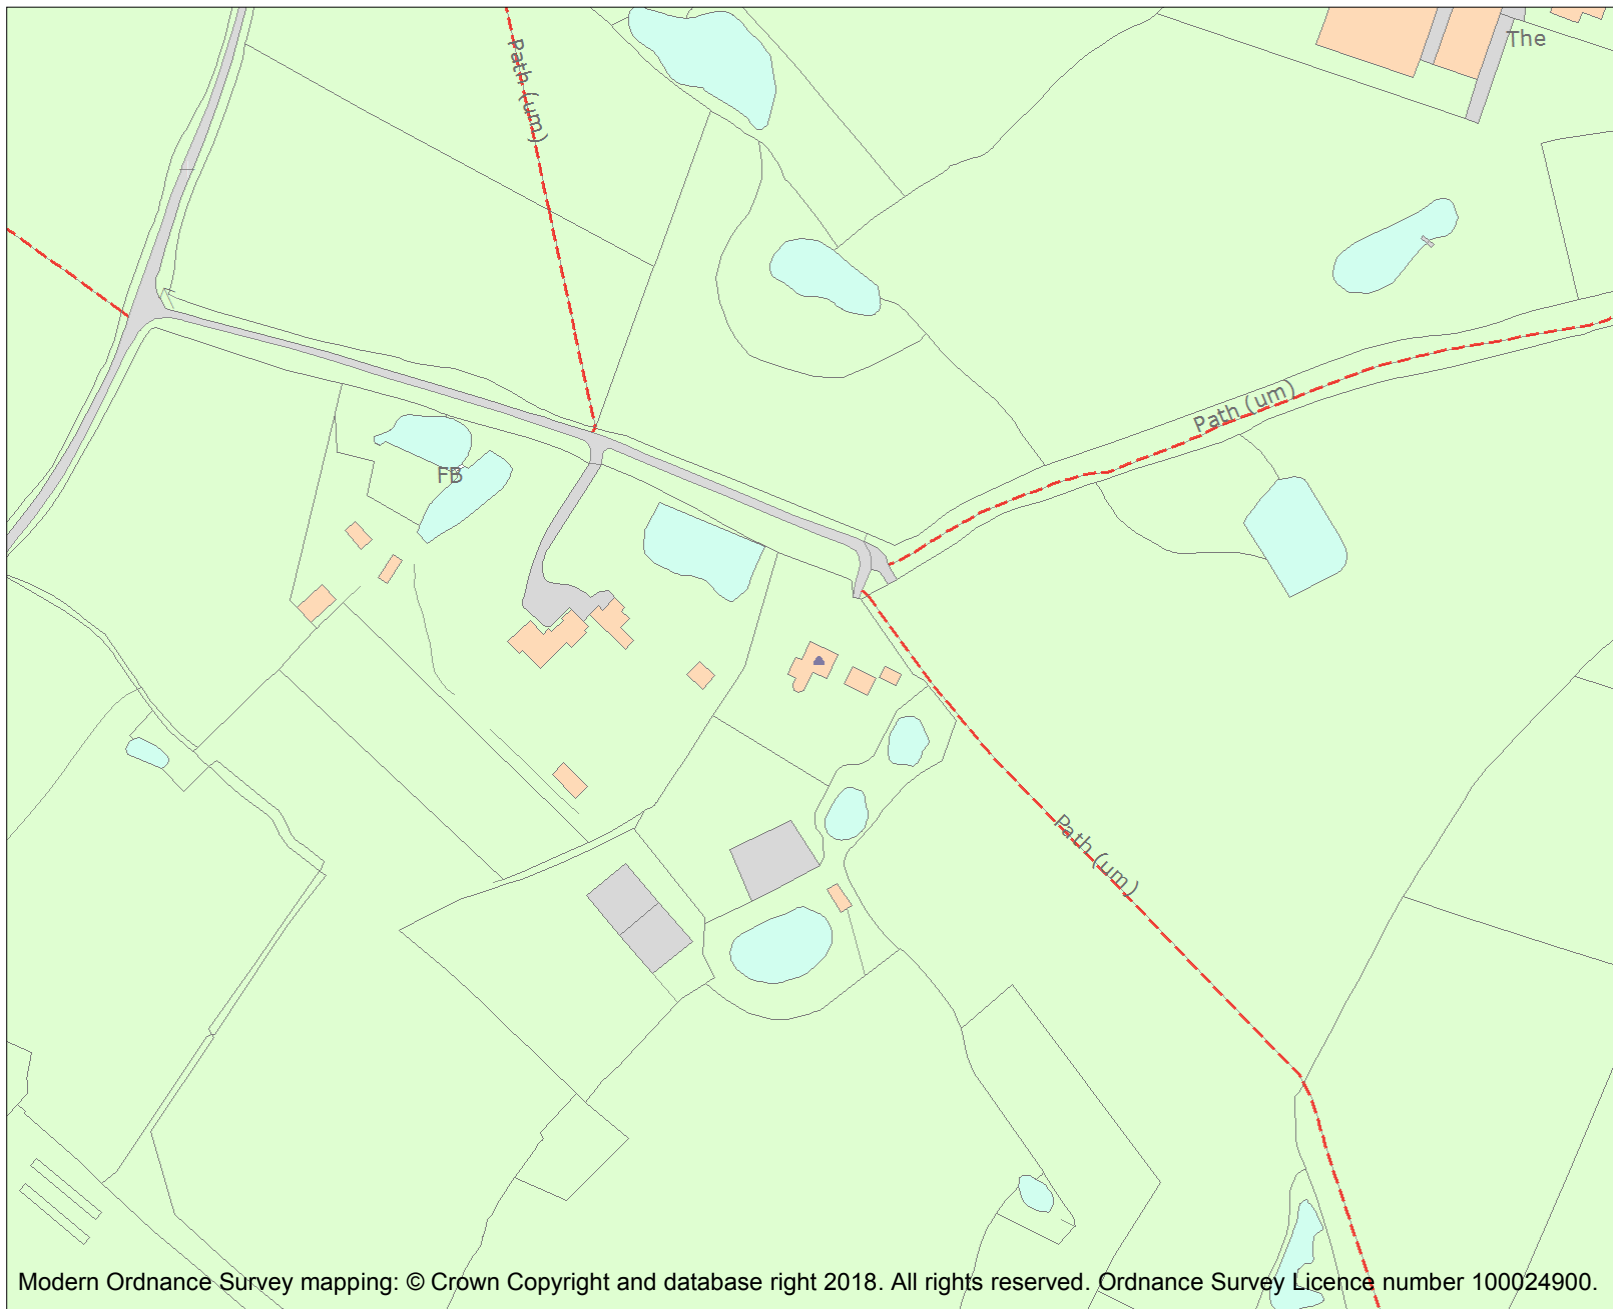 The
Path (um)
Path (um)
FB
Path (um)
Modern Ordnance Survey mapping: © Crown Copyright and database right 2018. All rights reserved. Ordnance Survey Licence number 100024900.